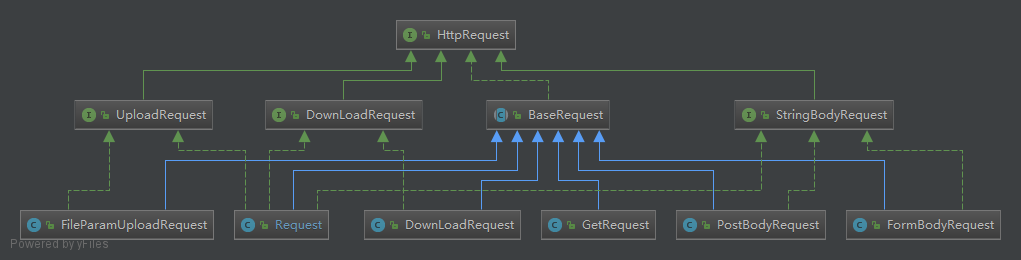 HttpRequest
UploadRequest
DownLoadRequest
BaseRequest
StringBodyRequest
FileParamUploadRequest
Request
DownLoadRequest
GetRequest
PostBodyRequest
FormBodyRequest
Powered by yFiles